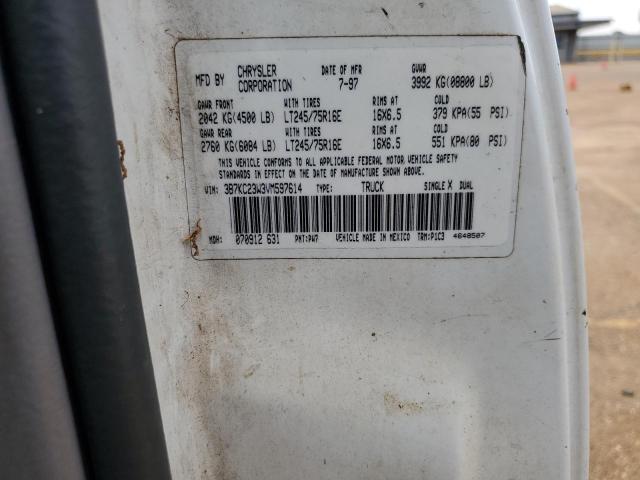 MFD BY CHRYSLER CORPORATION DATE OF MFR 7-97 GVWR 3992 KG(08800 LB)
GAWR FRONT WITH TIRES RIMS AT COLD
2042 KG(4500 LB) LT245/75R16E 16X6.5 379 KPA(55 PSI)
GAWR REAR WITH TIRES RIMS AT COLD
2760 KG(6084 LB) LT245/75R16E 16X6.5 551 KPA(80 PSI)
THIS VEHICLE CONFORMS TO ALL APPLICABLE FEDERAL MOTOR VEHICLE SAFETY
STANDARDS IN EFFECT ON THE DATE OF MANUFACTURE SHOWN ABOVE.
VIN: 3B7KC23W3VM597614 TYPE: TRUCK SINGLE X DUAL
MDH: 070912 631 PNT:PW7 VEHICLE MADE IN MEXICO TRM:P1C3 4648507